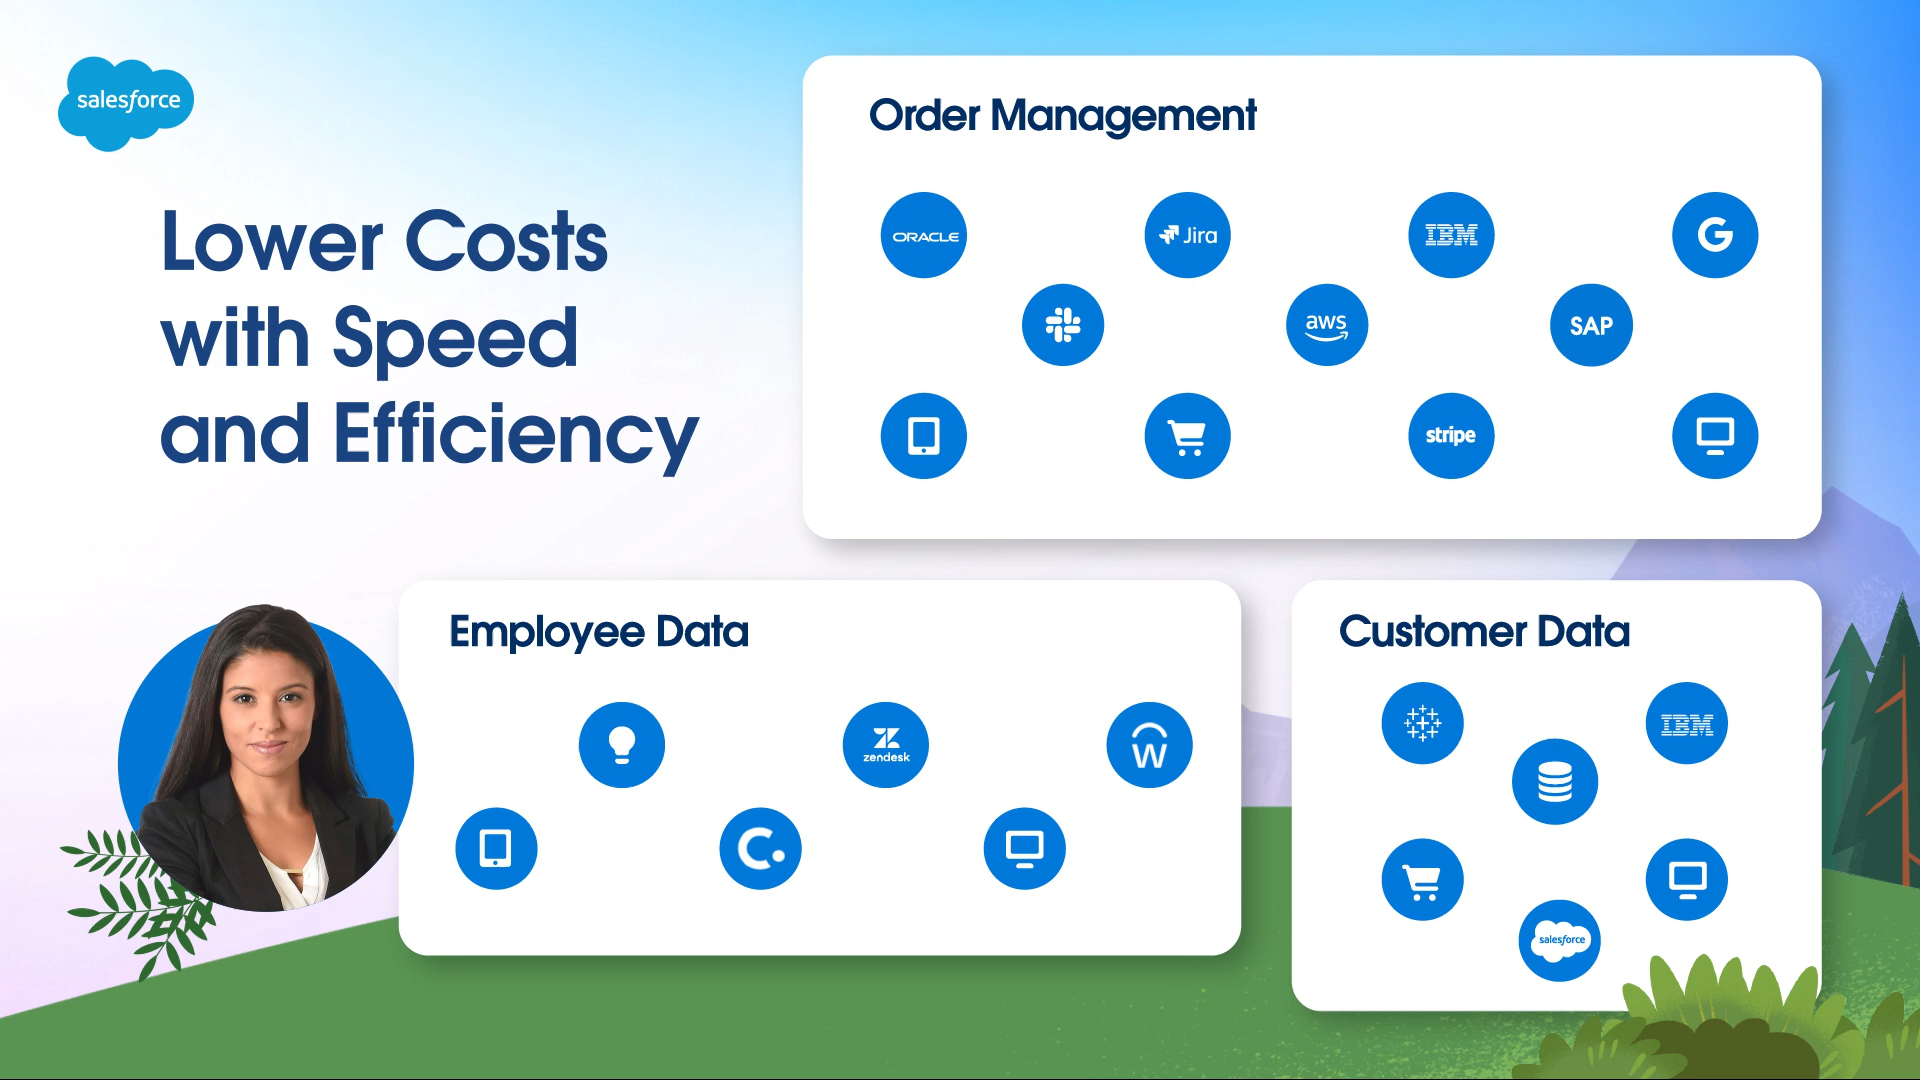 salesforce
Lower Costs
with Speed
and Efficiency
Order Management
ORACLE
Jira
IBM
G
aws
SAP
stripe
Employee Data
zendesk
W
C.
Customer Data
IBM
salesforce